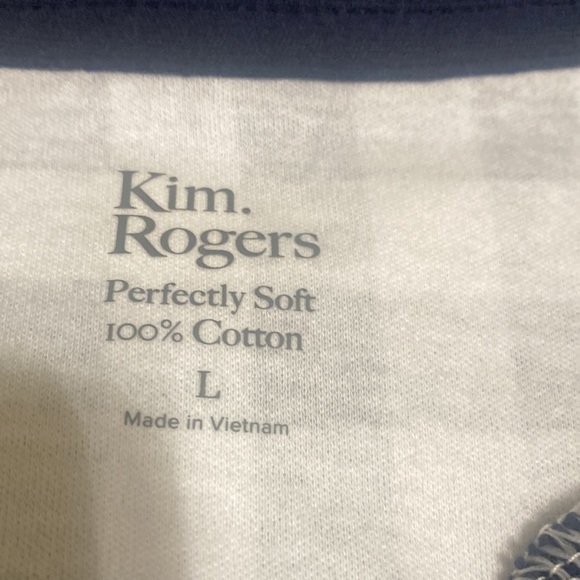 Kim.
Rogers
Perfectly Soft
100% Cotton
L
Made in Vietnam